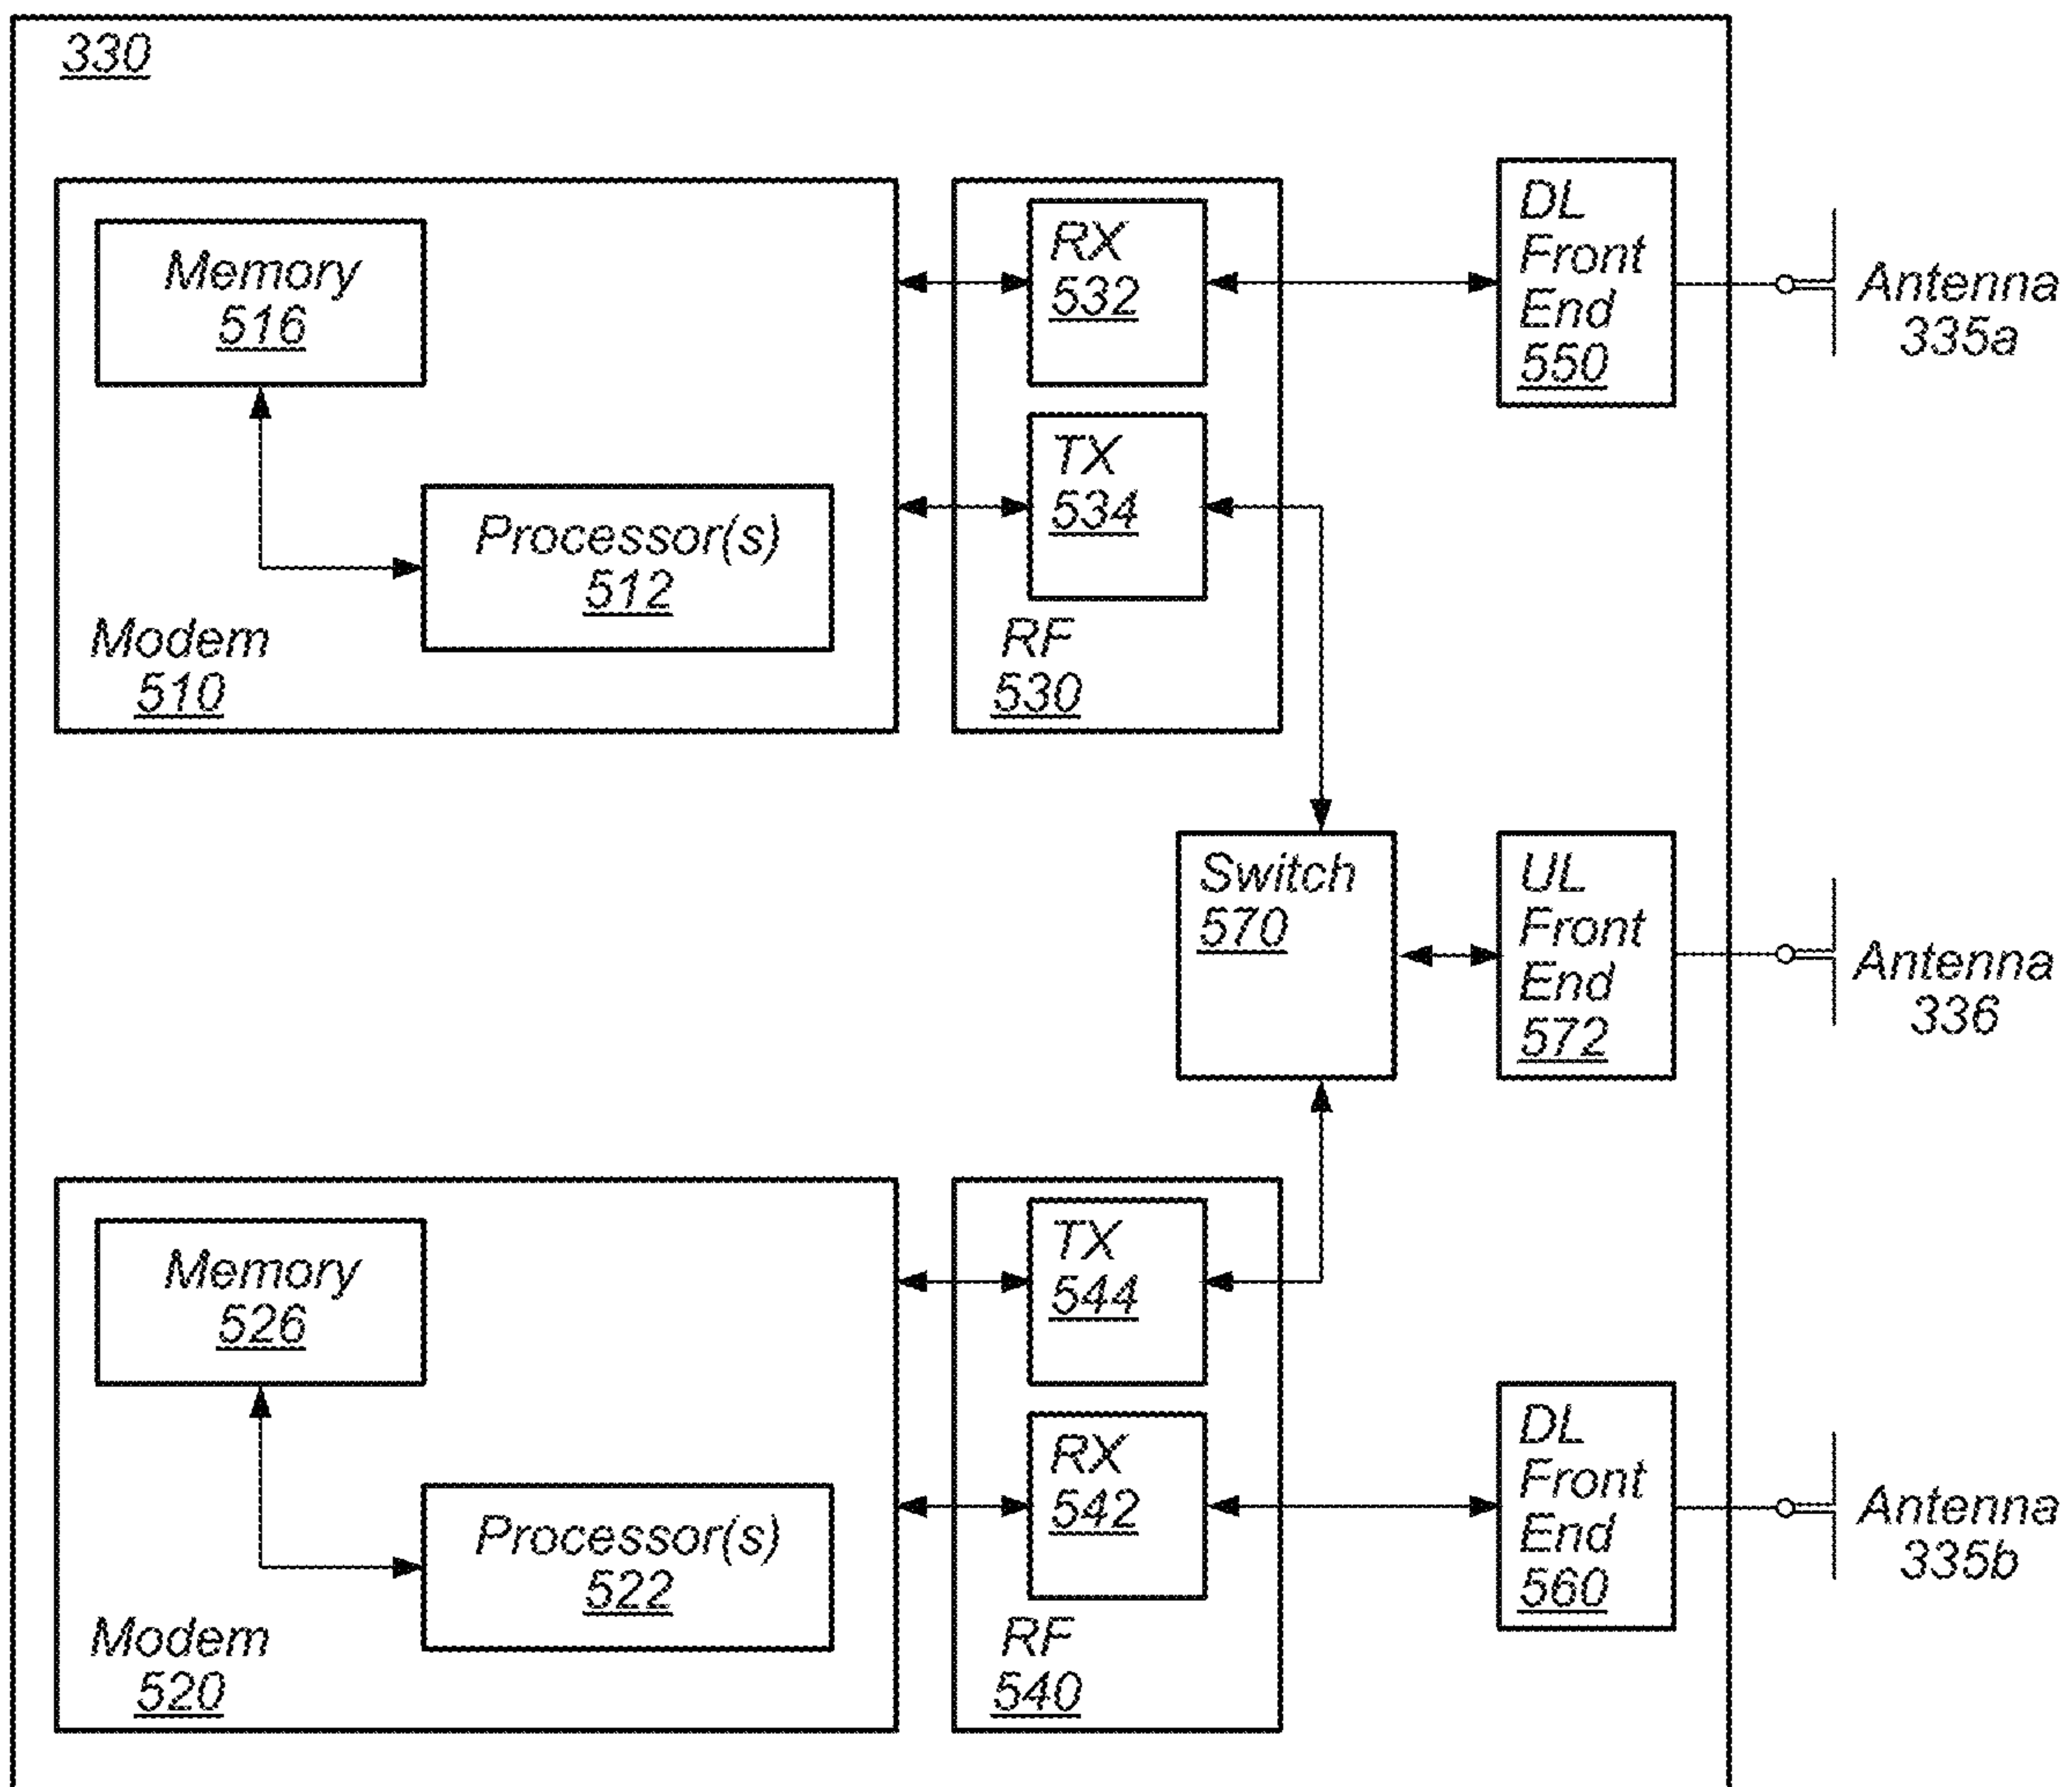 330
Memory
516
Processor(s)
512
Modem
510
RX
532
TX
534
RF
530
DL
Front
End
550
Antenna
335a
Switch
570
UL
Front
End
572
Antenna
336
Memory
526
Processor(s)
522
Modem
520
TX
544
RX
542
RF
540
DL
Front
End
560
Antenna
335b